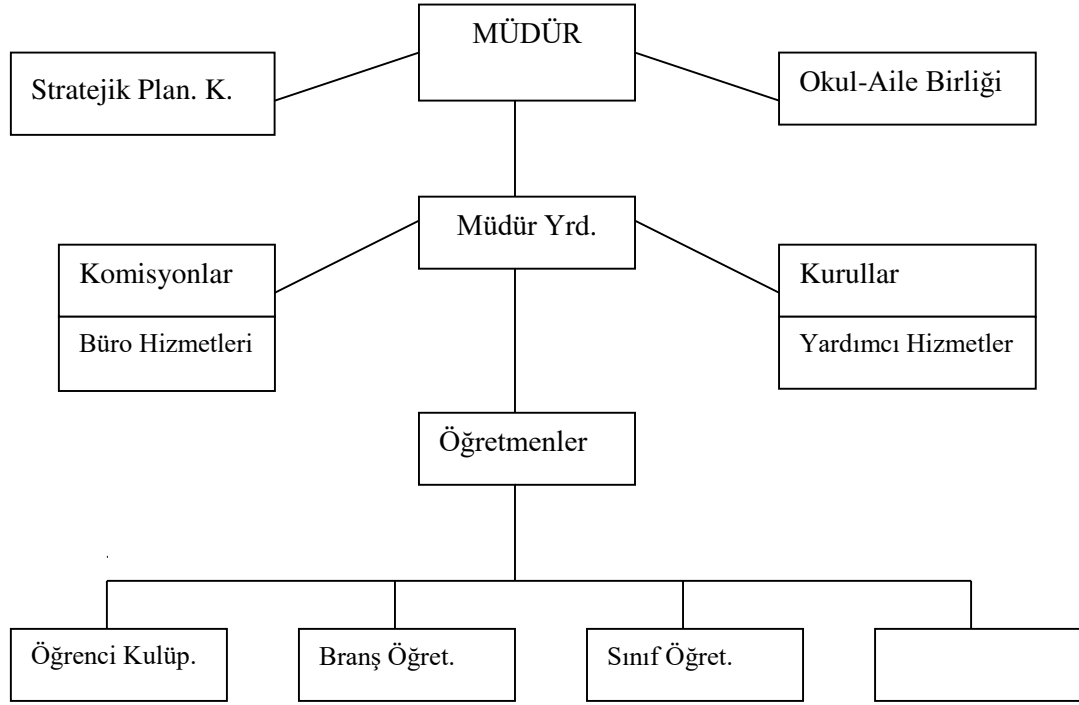 MÜDÜR
Stratejik Plan. K.
Okul-Aile Birliği
Müdür Yrd.
Komisyonlar
Kurullar
Büro Hizmetleri
Yardımcı Hizmetler
Öğretmenler
Öğrenci Kulüp.
Branş Öğret.
Sınıf Öğret.